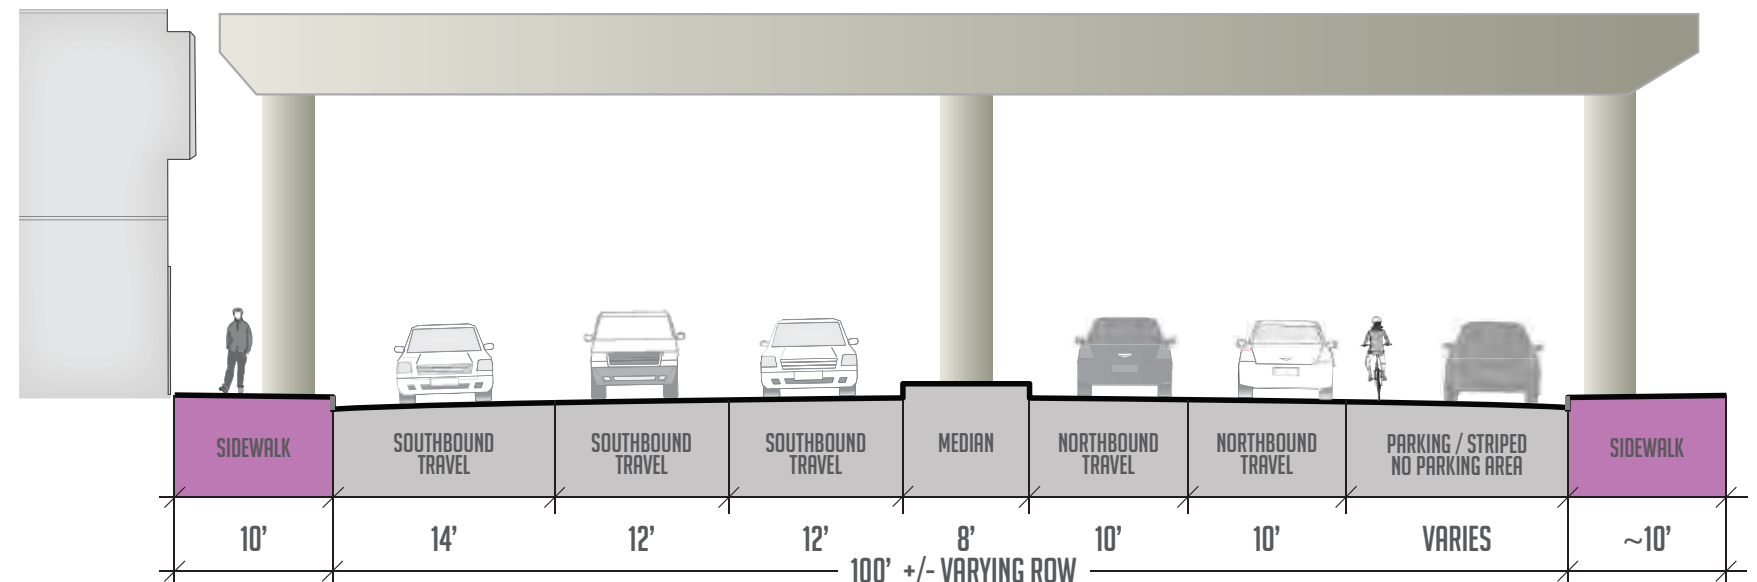 SIDEWALK
SOUTHBOUND
TRAVEL
SOUTHBOUND
TRAVEL
SOUTHBOUND
TRAVEL
MEDIAN
NORTHBOUND
TRAVEL
NORTHBOUND
TRAVEL
PARKING / STRIPED
NO PARKING AREA
SIDEWALK
10’
14’
12’
12’
8’
10’
10’
VARIES
~10’
100’ +/- VARYING ROW